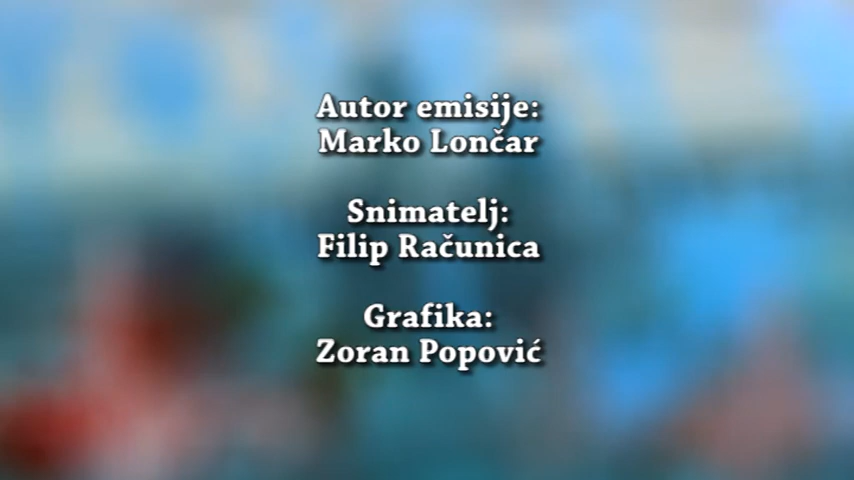 Autor emisije:
Marko Lončar
Snimatelj:
Filip Računica
Grafika:
Zoran Popović